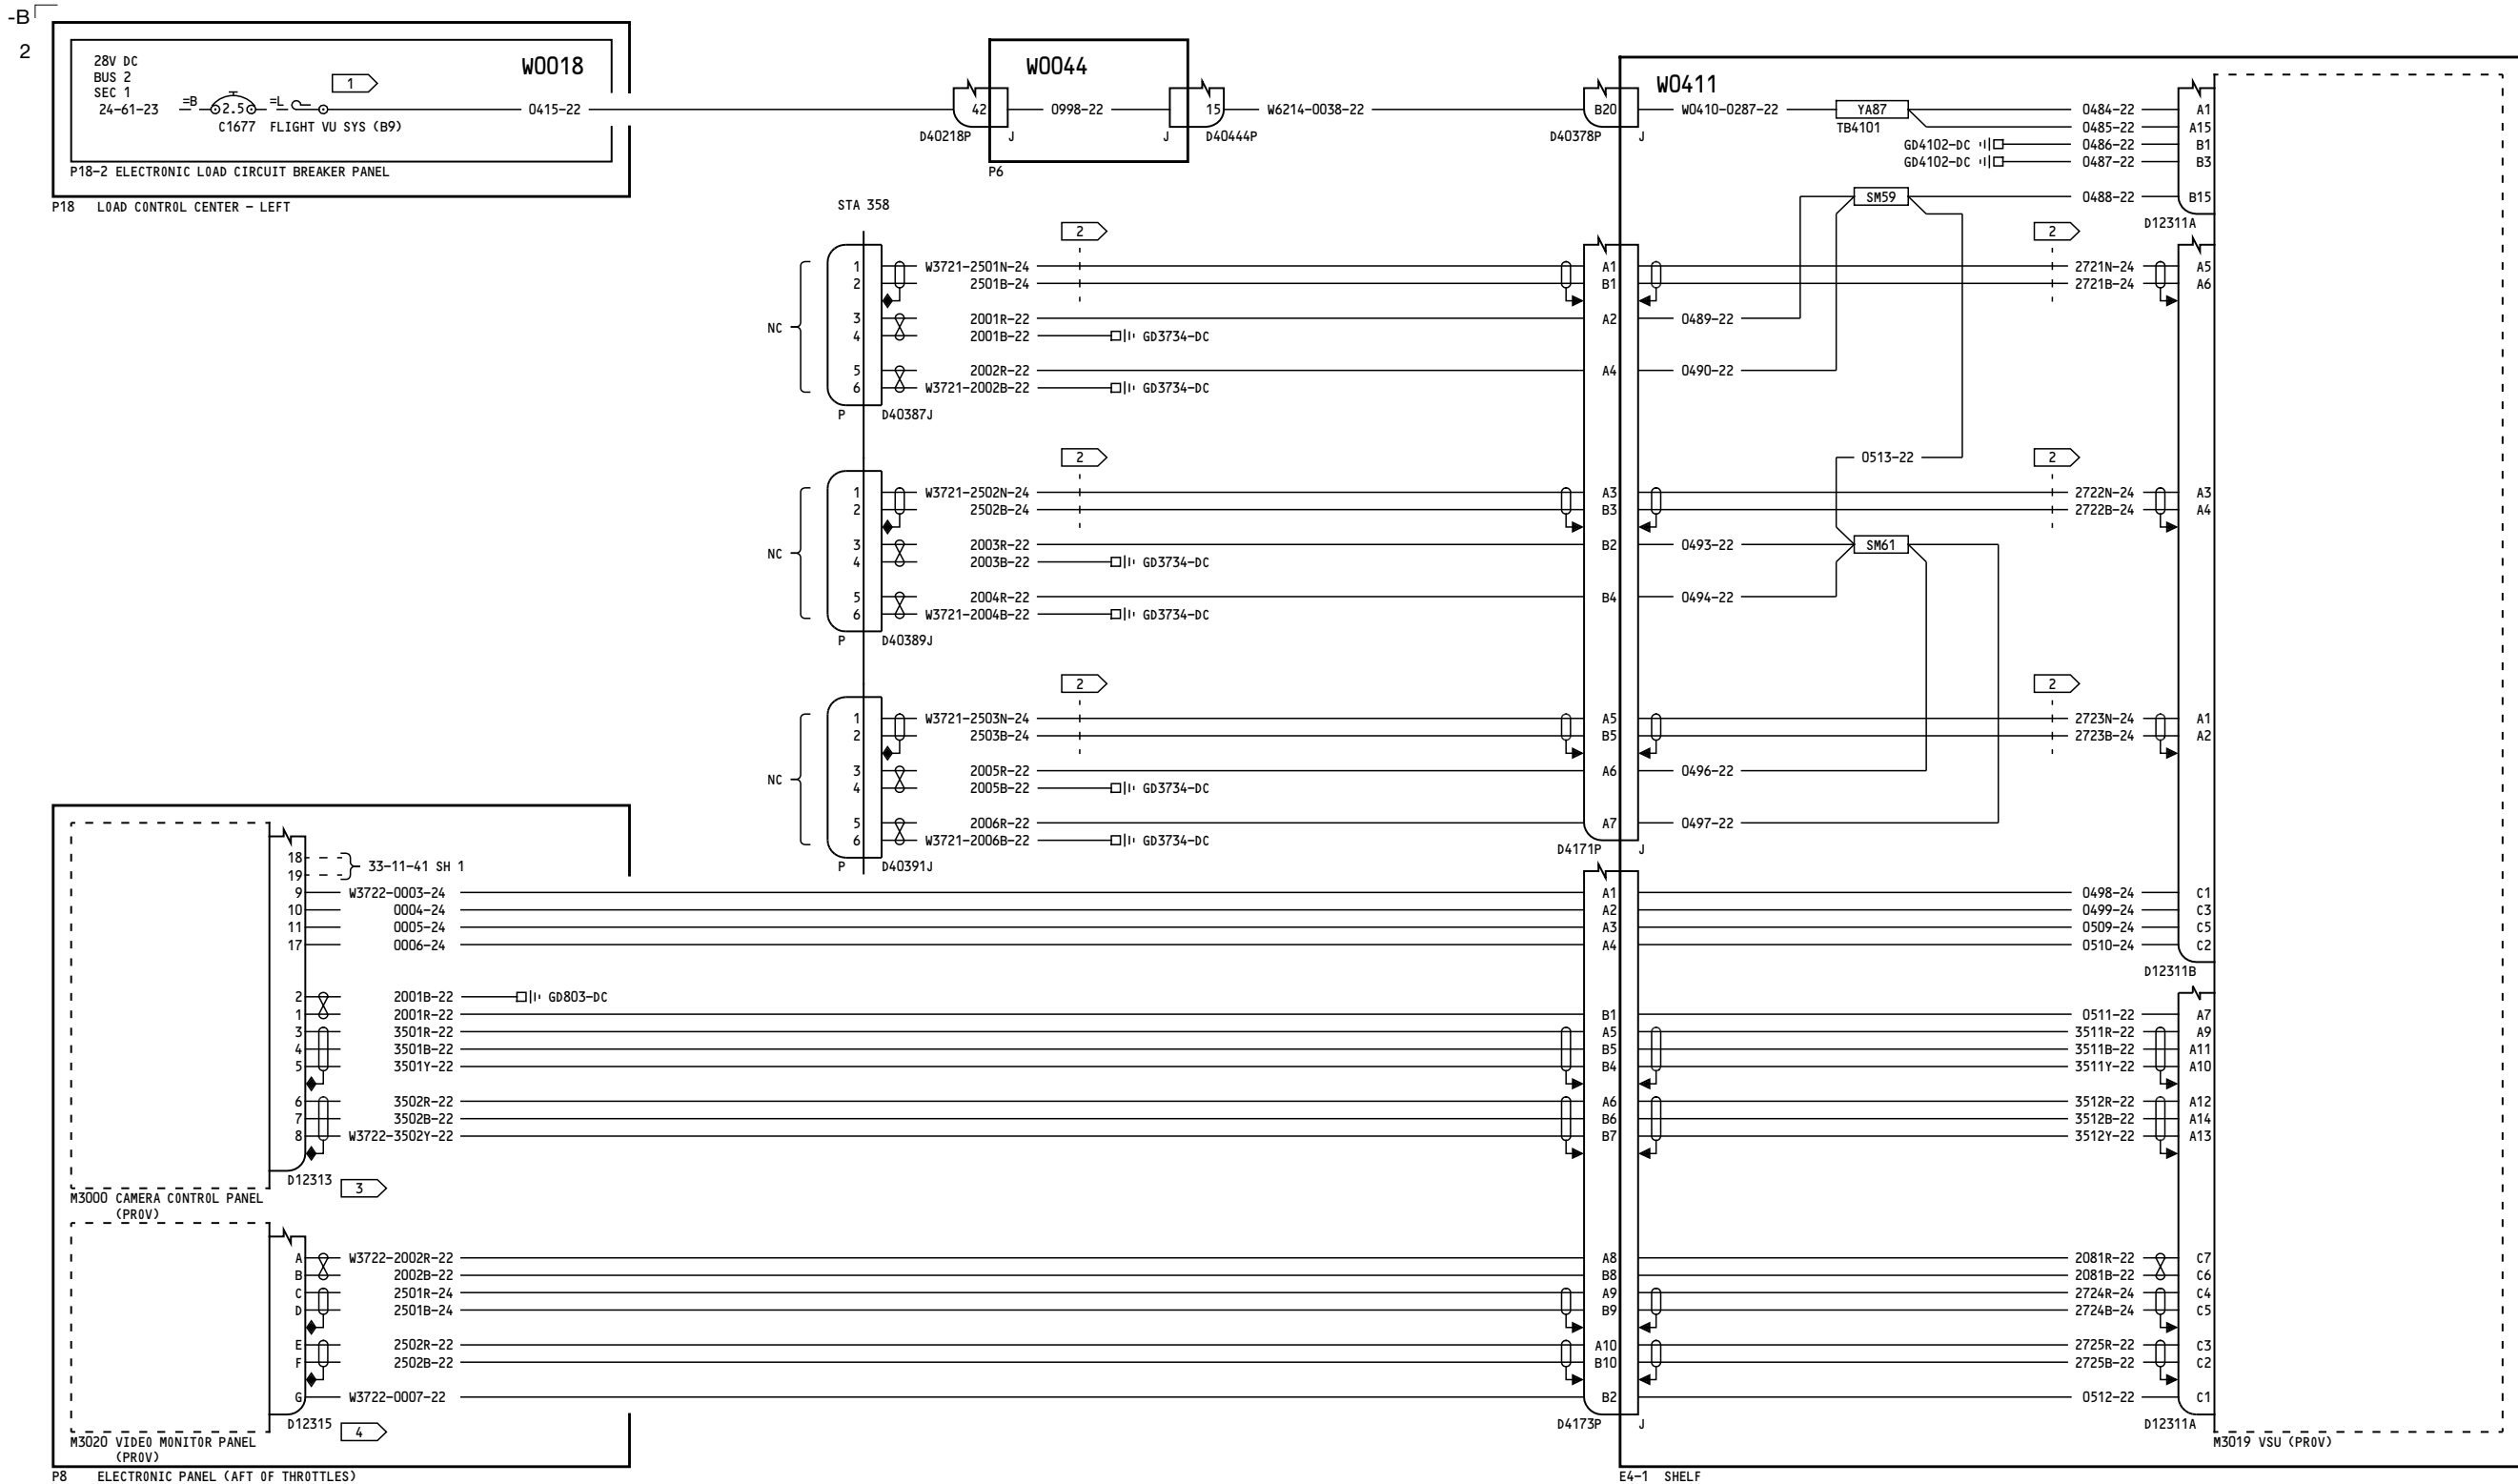 -B
2
28V DC
BUS 2
SEC 1
24-61-23 =B 2.5 =L
1
C1677 FLIGHT VU SYS (B9)
W0018
0415-22
P18-2 ELECTRONIC LOAD CIRCUIT BREAKER PANEL
P18 LOAD CONTROL CENTER - LEFT
W0044
42 0998-22 15 W6214-0038-22
D40218P J J D40444P
P6
W0411
B20 W0410-0287-22 YA87 0484-22 A1
D40378P J TB4101 0485-22 A15
GD4102-DC 0486-22 B1
GD4102-DC 0487-22 B3
SM59 0488-22 B15
D12311A
STA 358
2 2
1 W3721-2501N-24 A1 2721N-24 A5
2 2501B-24 B1 2721B-24 A6
NC
3 2001R-22 A2 0489-22
4 2001B-22 GD3734-DC
5 2002R-22 A4 0490-22
6 W3721-2002B-22 GD3734-DC
P D40387J
2 0513-22 2
1 W3721-2502N-24 A3 2722N-24 A3
2 2502B-24 B3 2722B-24 A4
NC
3 2003R-22 B2 0493-22 SM61
4 2003B-22 GD3734-DC
5 2004R-22 B4 0494-22
6 W3721-2004B-22 GD3734-DC
P D40389J
2 2
1 W3721-2503N-24 A5 2723N-24 A1
2 2503B-24 B5 2723B-24 A2
NC
3 2005R-22 A6 0496-22
4 2005B-22 GD3734-DC
5 2006R-22 A7 0497-22
6 W3721-2006B-22 GD3734-DC
P D40391J D4171P J
18
19 33-11-41 SH 1
9 W3722-0003-24 A1 0498-24 C1
10 0004-24 A2 0499-24 C3
11 0005-24 A3 0509-24 C5
17 0006-24 A4 0510-24 C2
D12311B
2 2001B-22 GD803-DC
1 2001R-22 B1 0511-22 A7
3 3501R-22 A5 3511R-22 A9
4 3501B-22 B5 3511B-22 A11
5 3501Y-22 B4 3511Y-22 A10
6 3502R-22 A6 3512R-22 A12
7 3502B-22 B6 3512B-22 A14
8 W3722-3502Y-22 B7 3512Y-22 A13
D12313 3
M3000 CAMERA CONTROL PANEL
(PROV)
A W3722-2002R-22 A8 2081R-22 C7
B 2002B-22 B8 2081B-22 C6
C 2501R-24 A9 2724R-24 C4
D 2501B-24 B9 2724B-24 C5
E 2502R-22 A10 2725R-22 C3
F 2502B-22 B10 2725B-22 C2
G W3722-0007-22 B2 0512-22 C1
D12315 4 D4173P J D12311A
M3020 VIDEO MONITOR PANEL
(PROV)
M3019 VSU (PROV)
P8 ELECTRONIC PANEL (AFT OF THROTTLES)
E4-1 SHELF